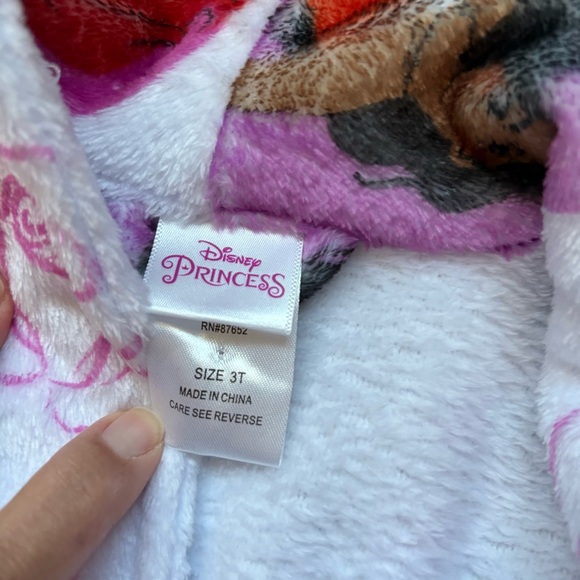 Disney
PRINCESS
RN#87652
SIZE 3T
MADE IN CHINA
CARE SEE REVERSE